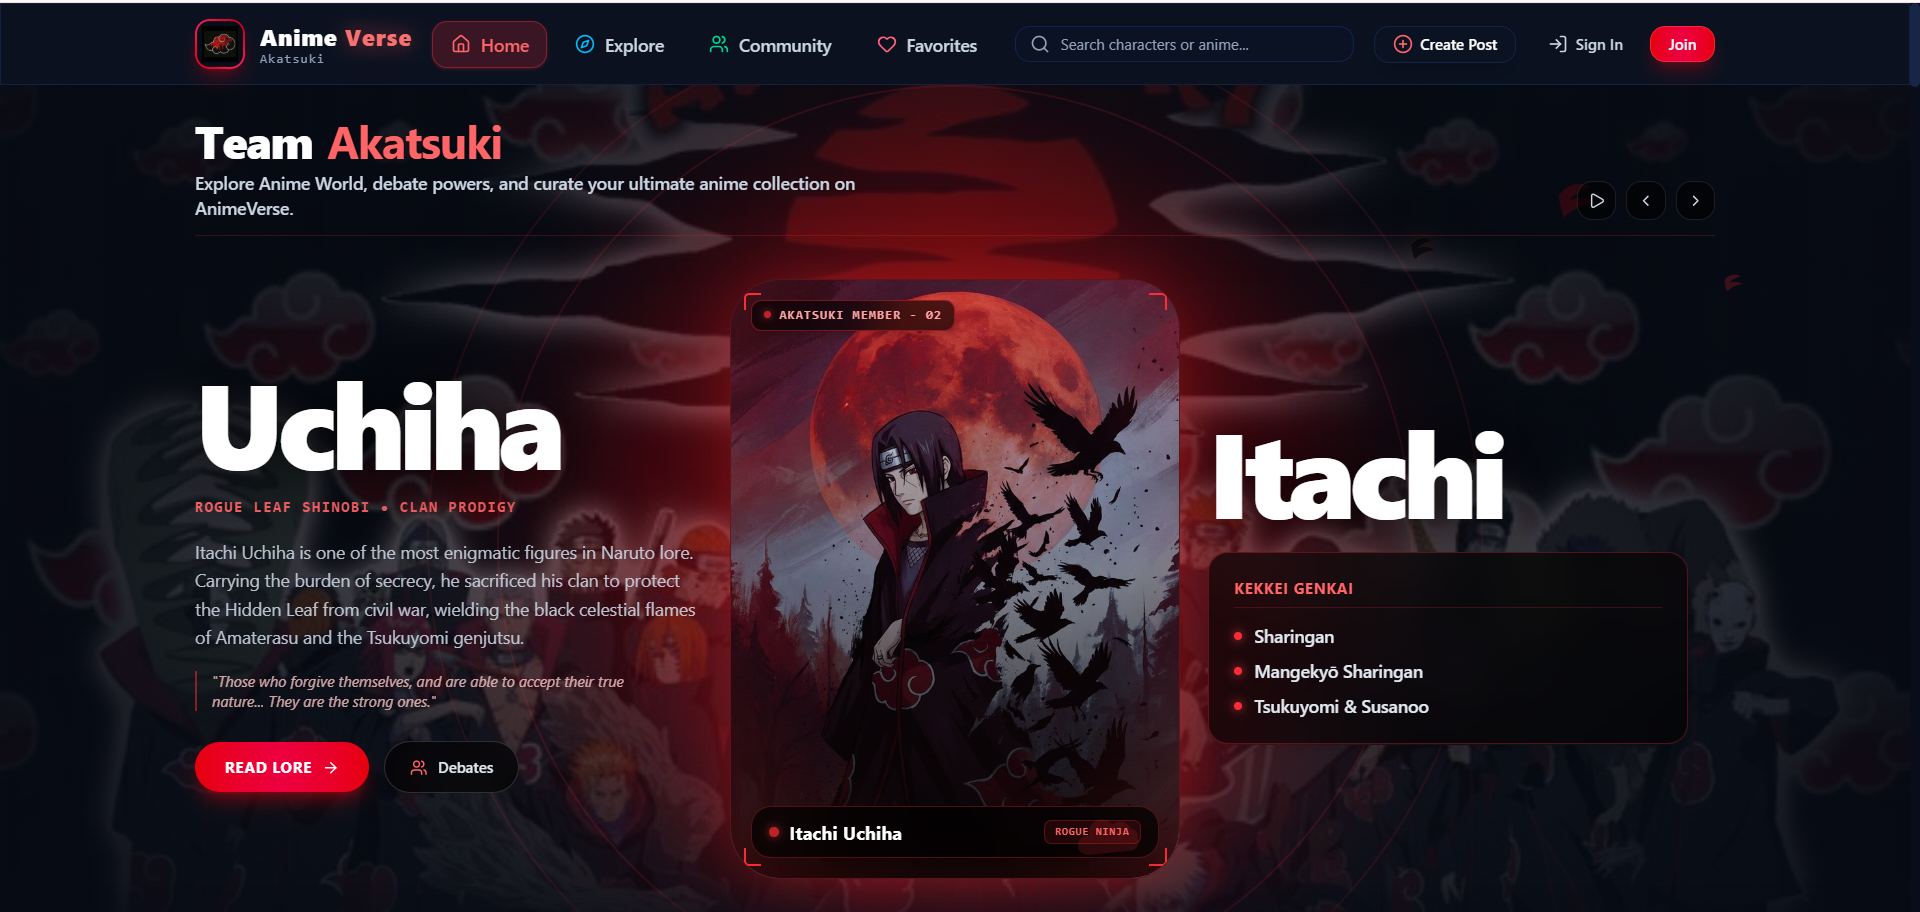 Anime Verse
Akatsuki
Home
Explore
Community
Favorites
Search characters or anime...
Create Post
Sign In
Join
Team Akatsuki
Explore Anime World, debate powers, and curate your ultimate anime collection on
AnimeVerse.
AKATSUKI MEMBER - 02
Uchiha
ROGUE LEAF SHINOBI • CLAN PRODIGY
Itachi Uchiha is one of the most enigmatic figures in Naruto lore.
Carrying the burden of secrecy, he sacrificed his clan to protect
the Hidden Leaf from civil war, wielding the black celestial flames
of Amaterasu and the Tsukuyomi genjutsu.
"Those who forgive themselves, and are able to accept their true
nature... They are the strong ones."
READ LORE
Debates
Itachi Uchiha
ROGUE NINJA
Itachi
KEKKEI GENKAI
Sharingan
Mangekyō Sharingan
Tsukuyomi & Susanoo